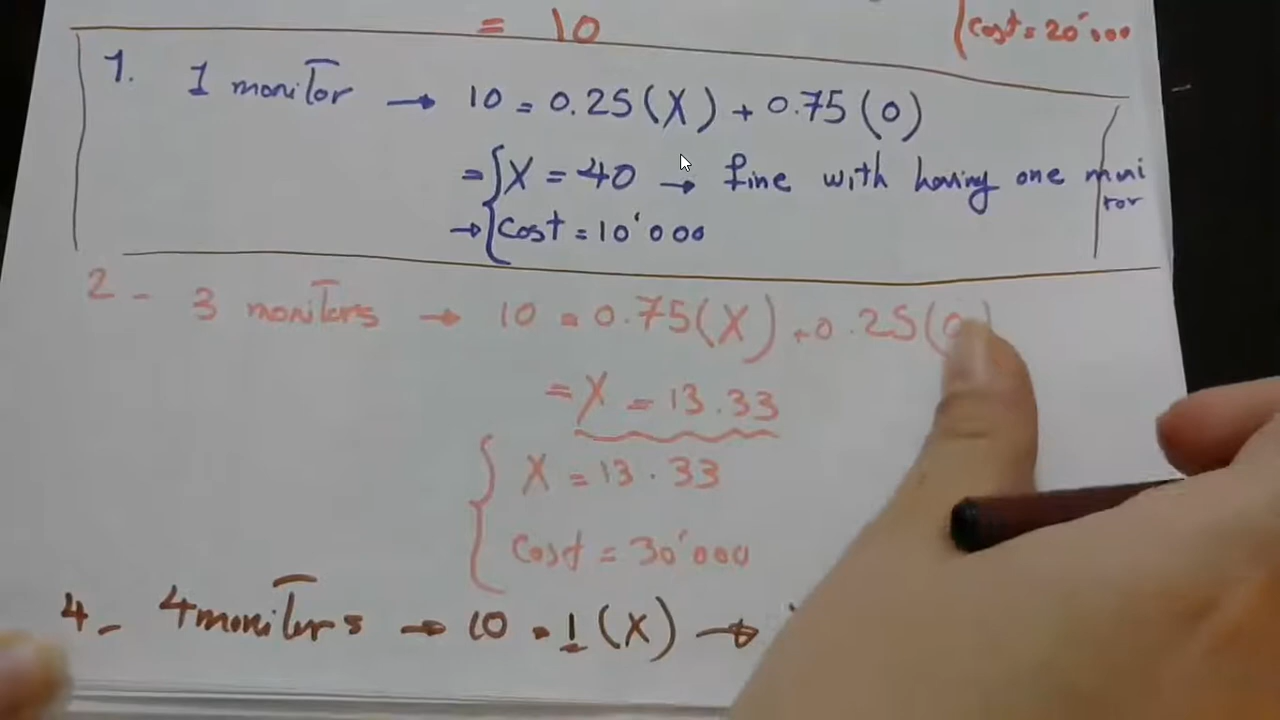 = 10
Cost = 20'000
1. 1 monitor → 10 = 0.25 (X) + 0.75 (0)
= { X = 40 → fine with having one moni
tor
→ { Cost = 10'000
2 - 3 monitors → 10 = 0.75 (X) + 0.25 (0)
= X = 13.33
{ X = 13.33
Cost = 30'000
4 - 4 monitors → 10 = 1 (X) →